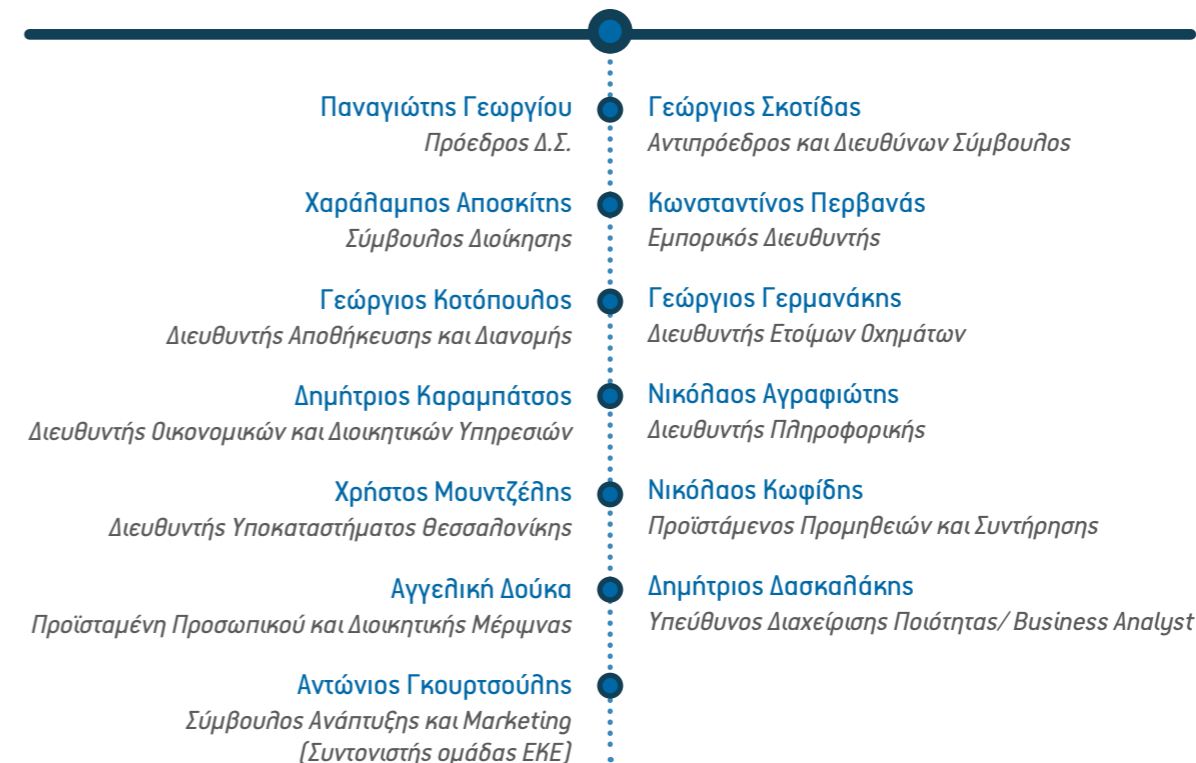 Παναγιώτης Γεωργίου
Πρόεδρος Δ.Σ.
Γεώργιος Σκοτίδας
Αντιπρόεδρος και Διευθύνων Σύμβουλος
Χαράλαμπος Αποσκίτης
Σύμβουλος Διοίκησης
Κωνσταντίνος Περβανάς
Εμπορικός Διευθυντής
Γεώργιος Κοτόπουλος
Διευθυντής Αποθήκευσης και Διανομής
Γεώργιος Γερμανάκης
Διευθυντής Ετοίμων Οχημάτων
Δημήτριος Καραμπάτσος
Διευθυντής Οικονομικών και Διοικητικών Υπηρεσιών
Νικόλαος Αγραφιώτης
Διευθυντής Πληροφορικής
Χρήστος Μουντζέλης
Διευθυντής Υποκαταστήματος Θεσσαλονίκης
Νικόλαος Κωφίδης
Προϊστάμενος Προμηθειών και Συντήρησης
Αγγελική Δούκα
Προϊσταμένη Προσωπικού και Διοικητικής Μέριμνας
Δημήτριος Δασκαλάκης
Υπεύθυνος Διαχείρισης Ποιότητας/ Business Analyst
Αντώνιος Γκουρτσούλης
Σύμβουλος Ανάπτυξης και Marketing
(Συντονιστής ομάδας ΕΚΕ)